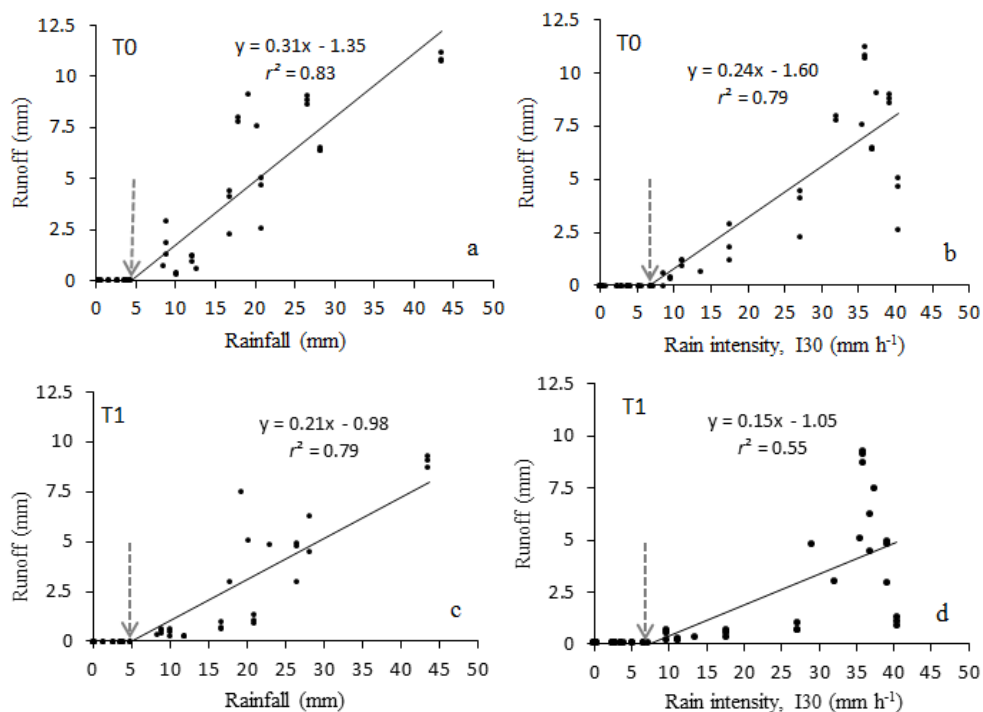 T0
y = 0.31x - 1.35
r² = 0.83
12.5
10
7.5
5
2.5
0
Runoff (mm)
a
0 5 10 15 20 25 30 35 40 45 50
Rainfall (mm)
T0
y = 0.24x - 1.60
r² = 0.79
12.5
10
7.5
5
2.5
0
Runoff (mm)
b
0 5 10 15 20 25 30 35 40 45 50
Rain intensity, I30 (mm h⁻¹)
T1
y = 0.21x - 0.98
r² = 0.79
12.5
10
7.5
5
2.5
0
Runoff (mm)
c
0 5 10 15 20 25 30 35 40 45 50
Rainfall (mm)
T1
y = 0.15x - 1.05
r² = 0.55
12.5
10
7.5
5
2.5
0
Runoff (mm)
d
0 5 10 15 20 25 30 35 40 45 50
Rain intensity, I30 (mm h⁻¹)